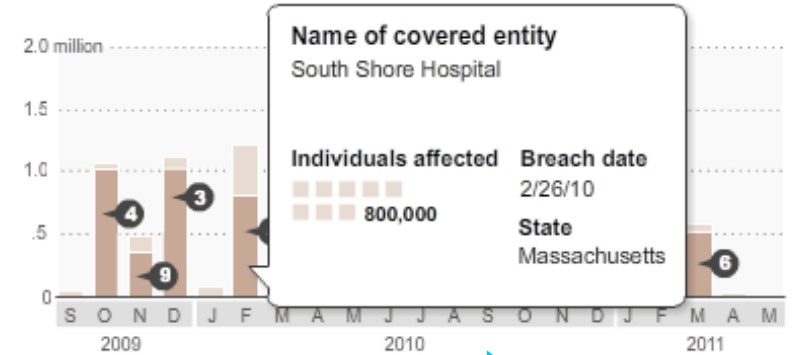 Name of covered entity
South Shore Hospital
Individuals affected
800,000
Breach date
2/26/10
State
Massachusetts
2.0 million
1.5
1.0
.5
0
4
9
3
6
S O N D J F M A M J J A S O N D J F M A M
2009 2010 2011